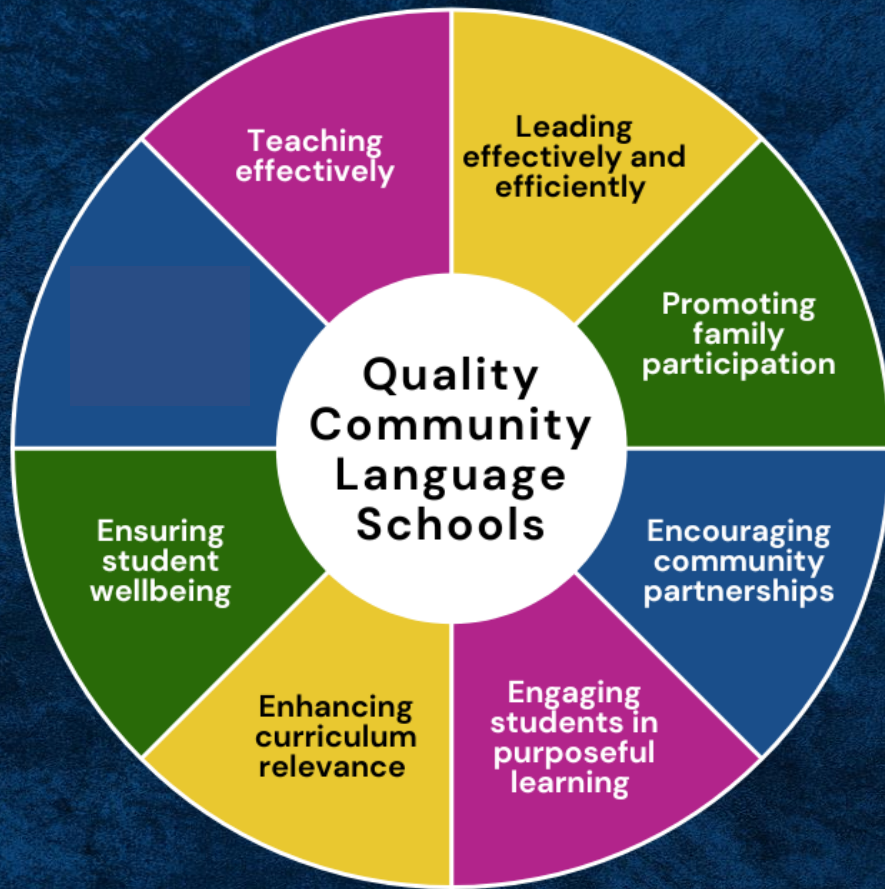 Teaching
effectively
Leading
effectively and
efficiently
Promoting
family
participation
Encouraging
community
partnerships
Engaging
students in
purposeful
learning
Enhancing
curriculum
relevance
Ensuring
student
wellbeing
Quality
Community
Language
Schools